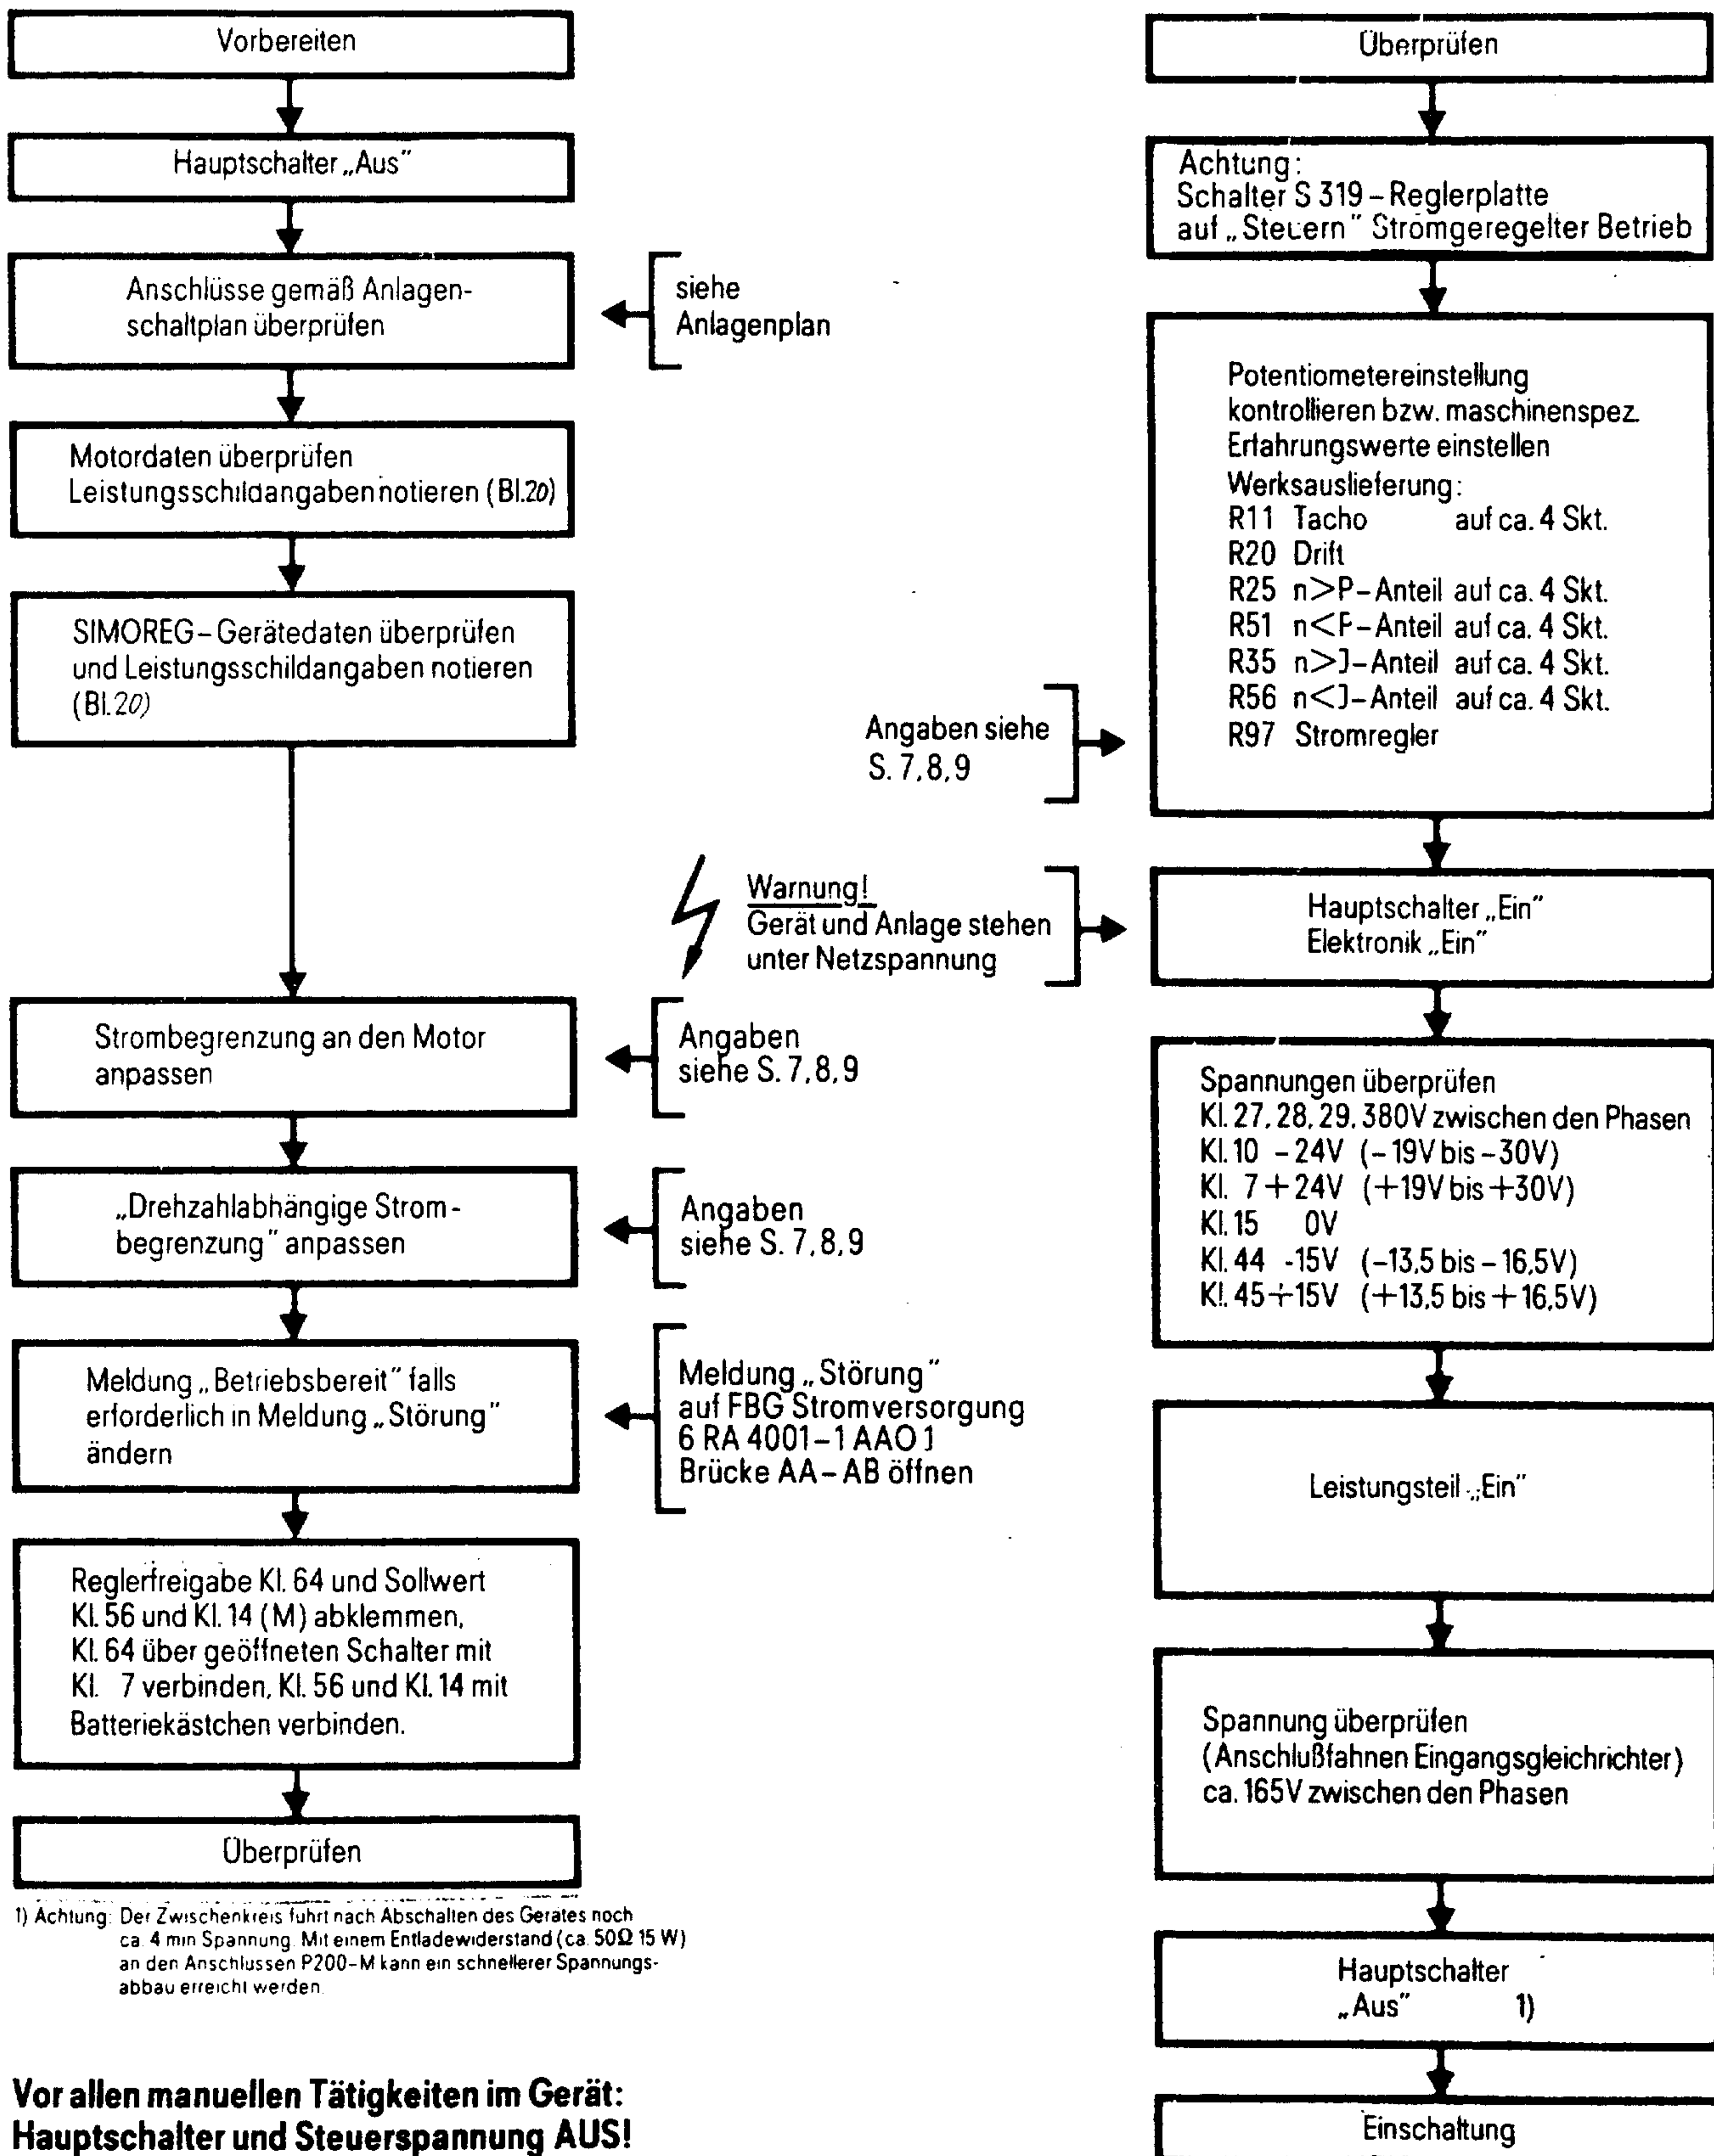 Vorbereiten
Hauptschalter „Aus"
Anschlüsse gemäß Anlagen-
schaltplan überprüfen
siehe
Anlagenplan
Motordaten überprüfen
Leistungsschildangaben notieren (Bl.20)
SIMOREG-Gerätedaten überprüfen
und Leistungsschildangaben notieren
(Bl.20)
Strombegrenzung an den Motor
anpassen
Angaben
siehe S. 7,8,9
„Drehzahlabhängige Strom-
begrenzung" anpassen
Angaben
siehe S. 7,8,9
Meldung „Betriebsbereit" falls
erforderlich in Meldung „Störung"
ändern
Meldung „Störung"
auf FBG Stromversorgung
6 RA 4001-1 AAO 1
Brücke AA-AB öffnen
Reglerfreigabe Kl. 64 und Sollwert
Kl. 56 und Kl. 14 (M) abklemmen,
Kl. 64 über geöffneten Schalter mit
Kl. 7 verbinden, Kl. 56 und Kl. 14 mit
Batteriekästchen verbinden.
Überprüfen
1) Achtung: Der Zwischenkreis führt nach Abschalten des Gerätes noch
ca. 4 min Spannung. Mit einem Entladewiderstand (ca. 50Ω 15 W)
an den Anschlüssen P200-M kann ein schnellerer Spannungs-
abbau erreicht werden.
Vor allen manuellen Tätigkeiten im Gerät:
Hauptschalter und Steuerspannung AUS!
Überprüfen
Achtung:
Schalter S 319 – Reglerplatte
auf „Steuern" Stromgeregelter Betrieb
Potentiometereinstellung
kontrollieren bzw. maschinenspez.
Erfahrungswerte einstellen
Werksauslieferung:
R11 Tacho auf ca. 4 Skt.
R20 Drift
R25 n>P-Anteil auf ca. 4 Skt.
R51 n<P-Anteil auf ca. 4 Skt.
R35 n>J-Anteil auf ca. 4 Skt.
R56 n<J-Anteil auf ca. 4 Skt.
R97 Stromregler
Angaben siehe
S. 7,8,9
Warnung!
Gerät und Anlage stehen
unter Netzspannung
Hauptschalter „Ein"
Elektronik „Ein"
Spannungen überprüfen
Kl. 27, 28, 29, 380V zwischen den Phasen
Kl. 10 -24V (-19V bis -30V)
Kl. 7 +24V (+19V bis +30V)
Kl. 15 0V
Kl. 44 -15V (-13,5 bis -16,5V)
Kl. 45 +15V (+13,5 bis +16,5V)
Leistungsteil „Ein"
Spannung überprüfen
(Anschlußfahnen Eingangsgleichrichter)
ca. 165V zwischen den Phasen
Hauptschalter
„Aus" 1)
Einschaltung